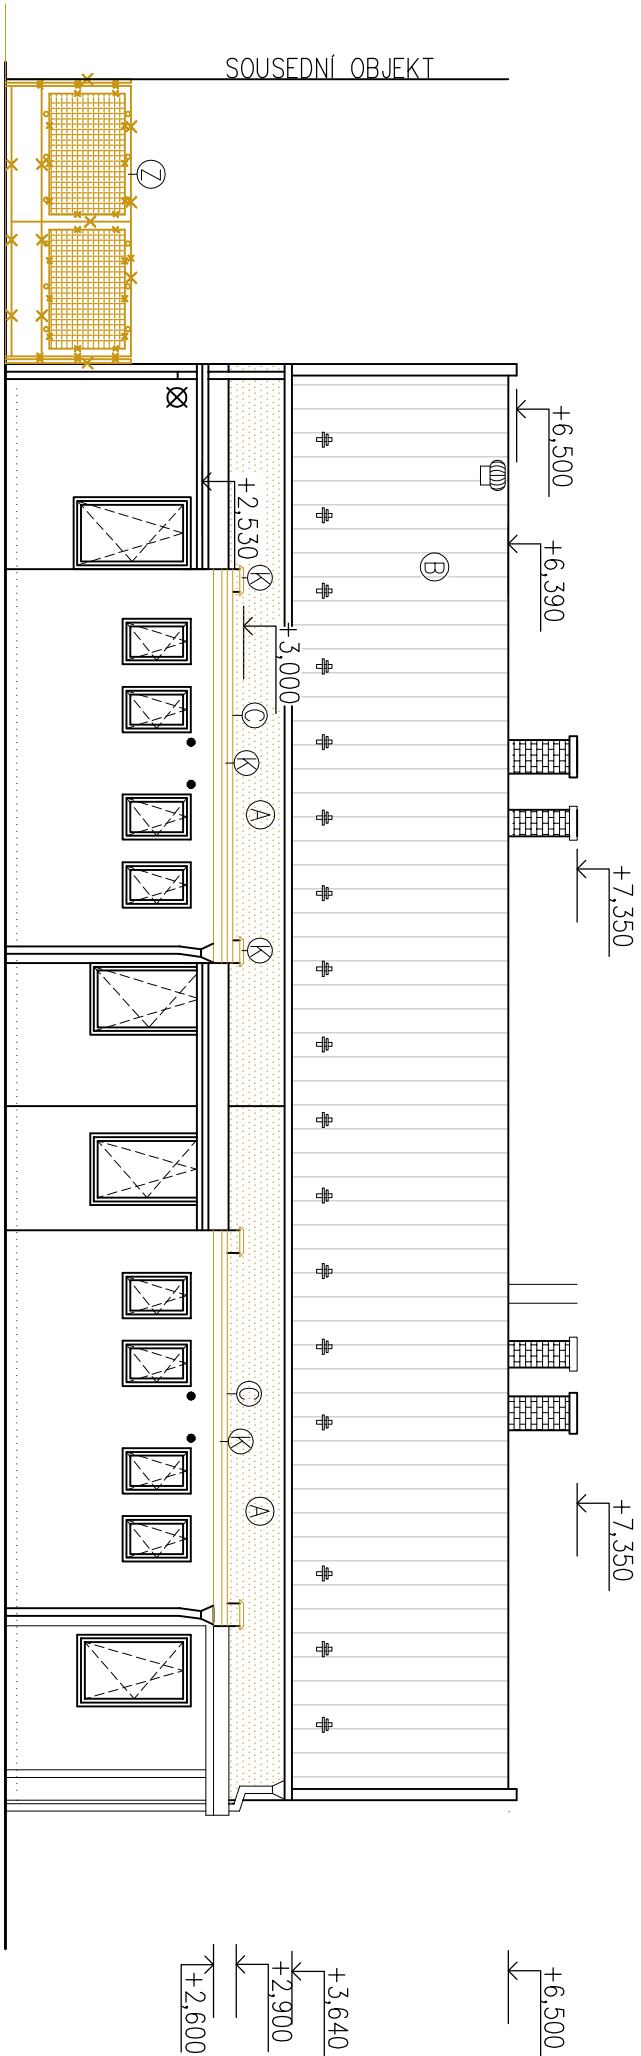 SOUSEDNÍ OBJEKT
Z
+6,500
+2,530
+6,390
B
K
+3,000
C
K
A
+7,350
K
C
K
A
+7,350
+6,500
+3,640
+2,900
+2,600